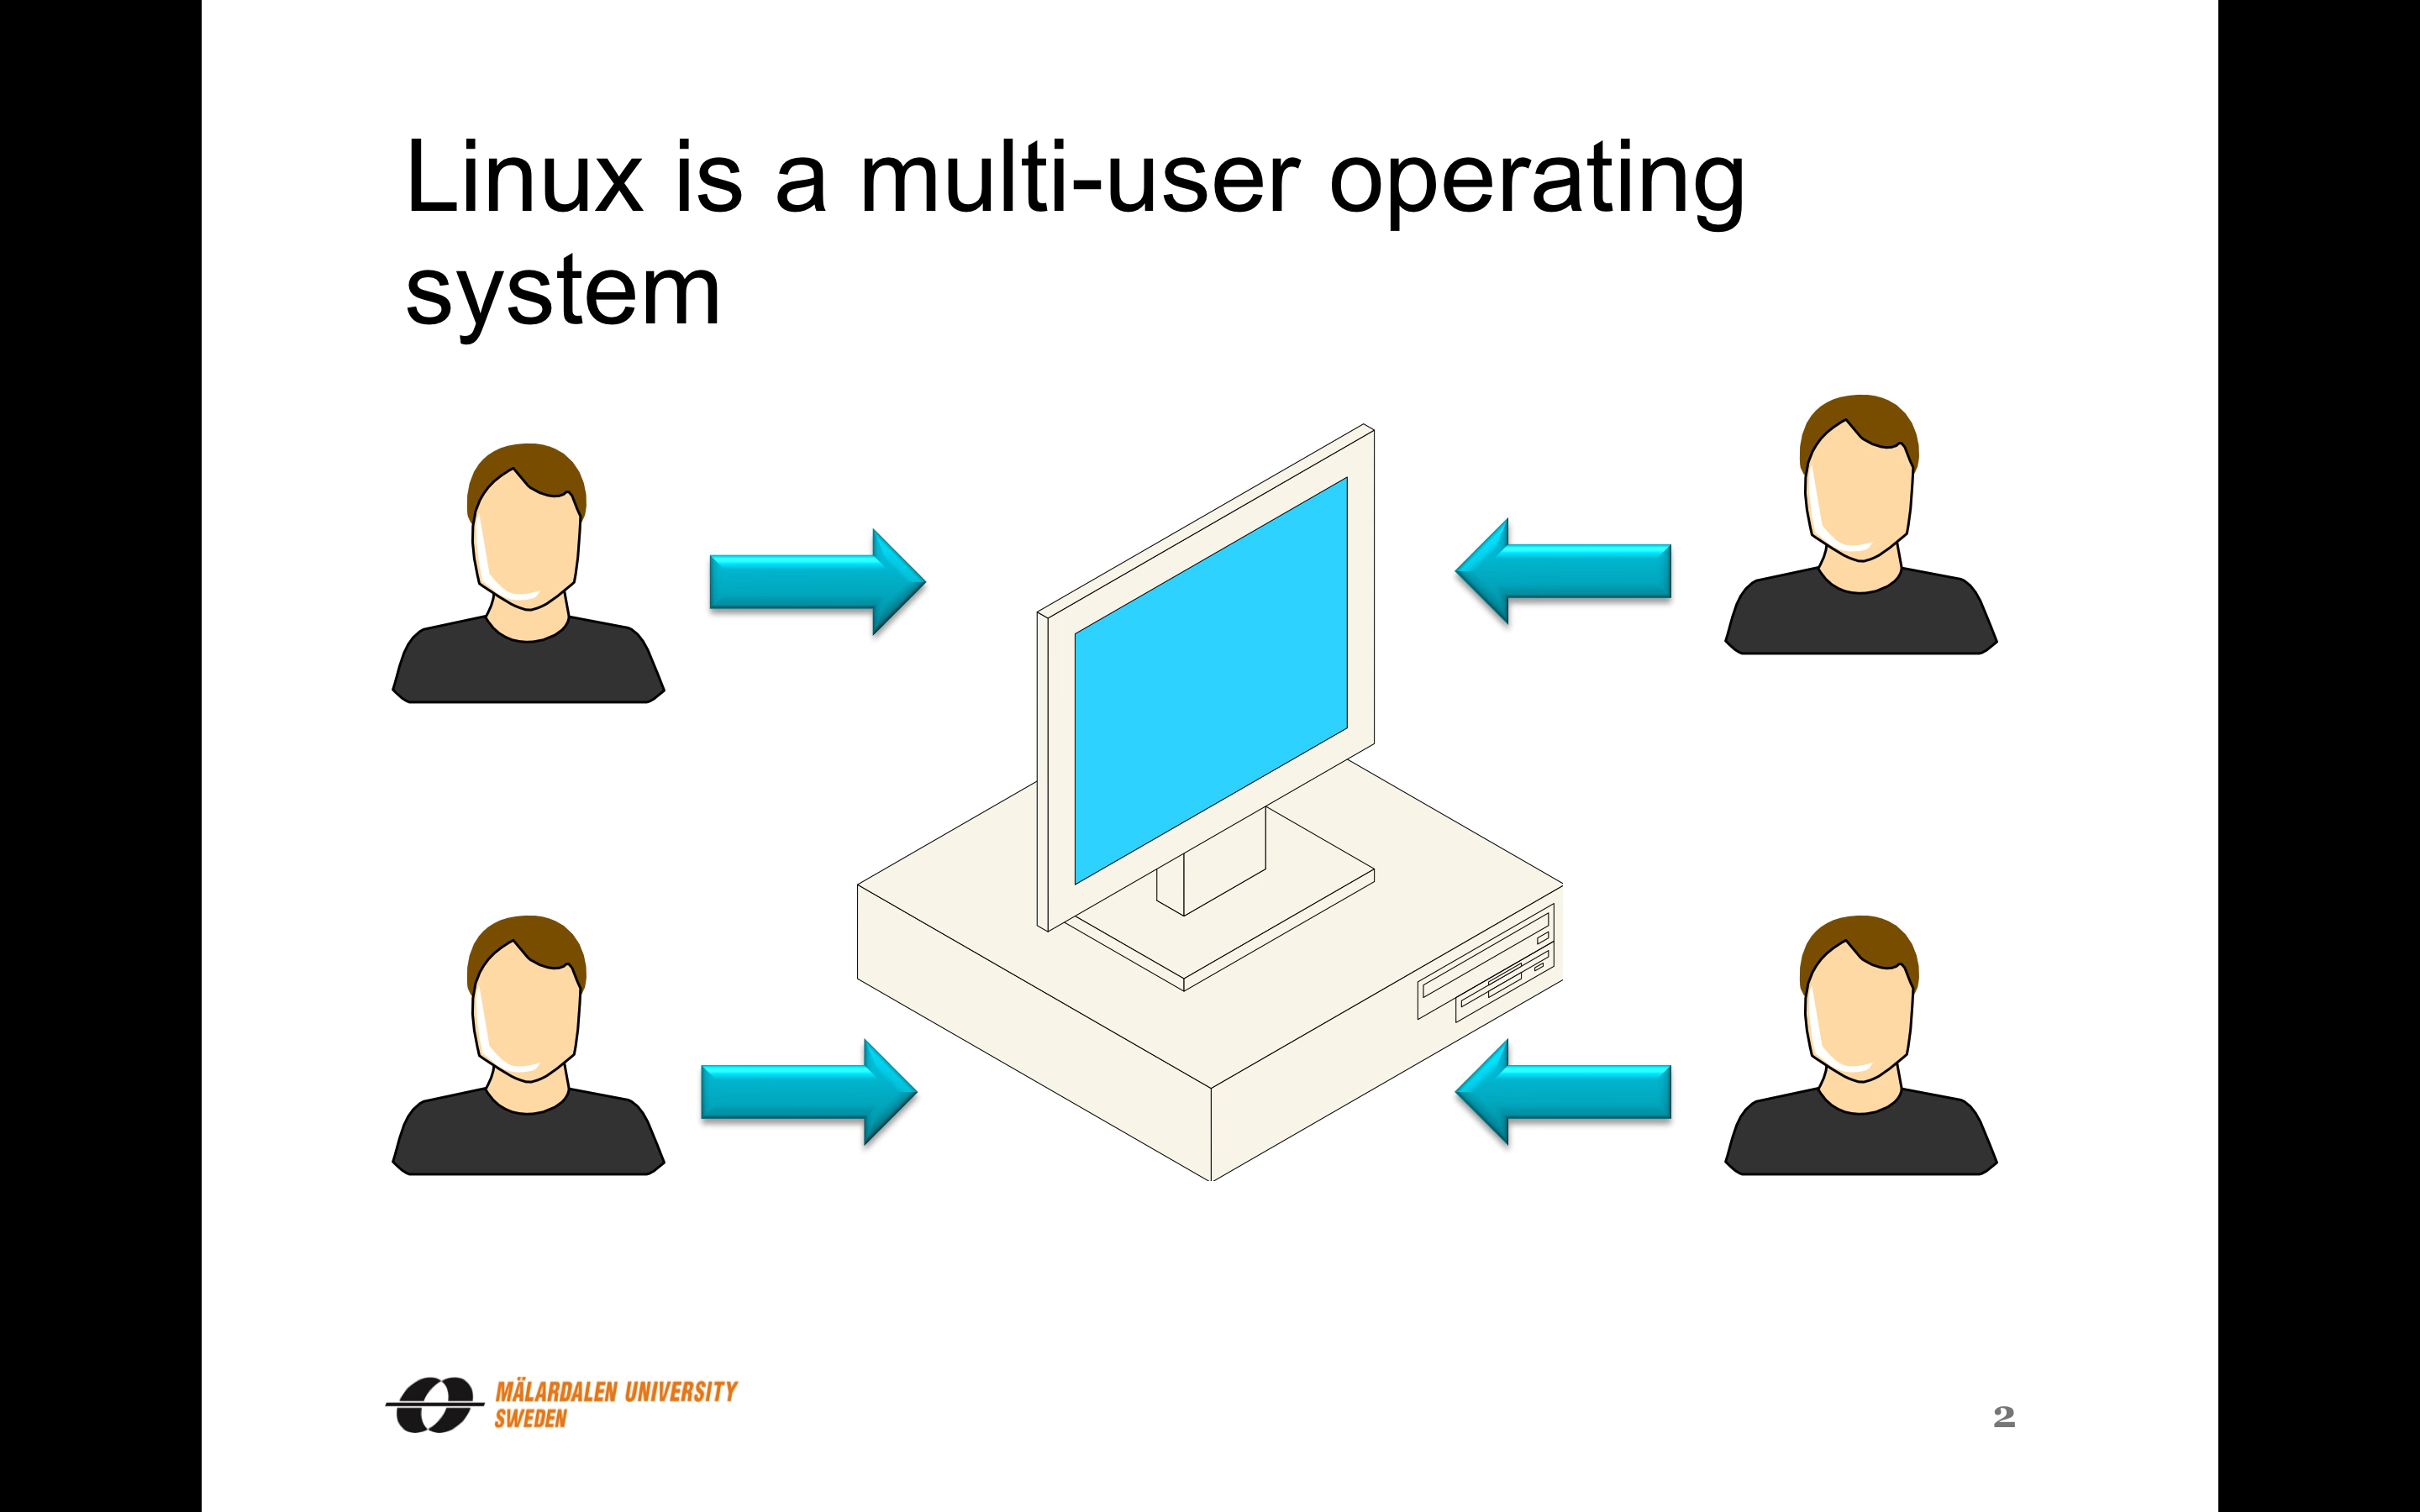 Linux is a multi-user operating
system
MÄLARDALEN UNIVERSITY
SWEDEN
2